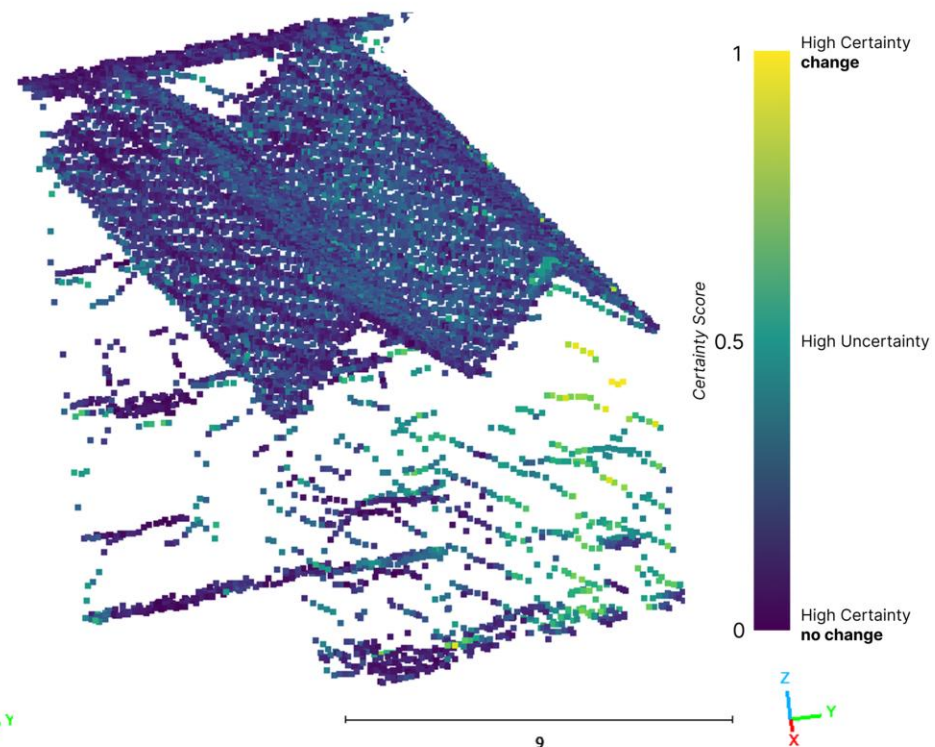 High Certainty
change
1
Certainty Score
0.5
High Uncertainty
High Certainty
no change
0
Z
Y
X
Y
9